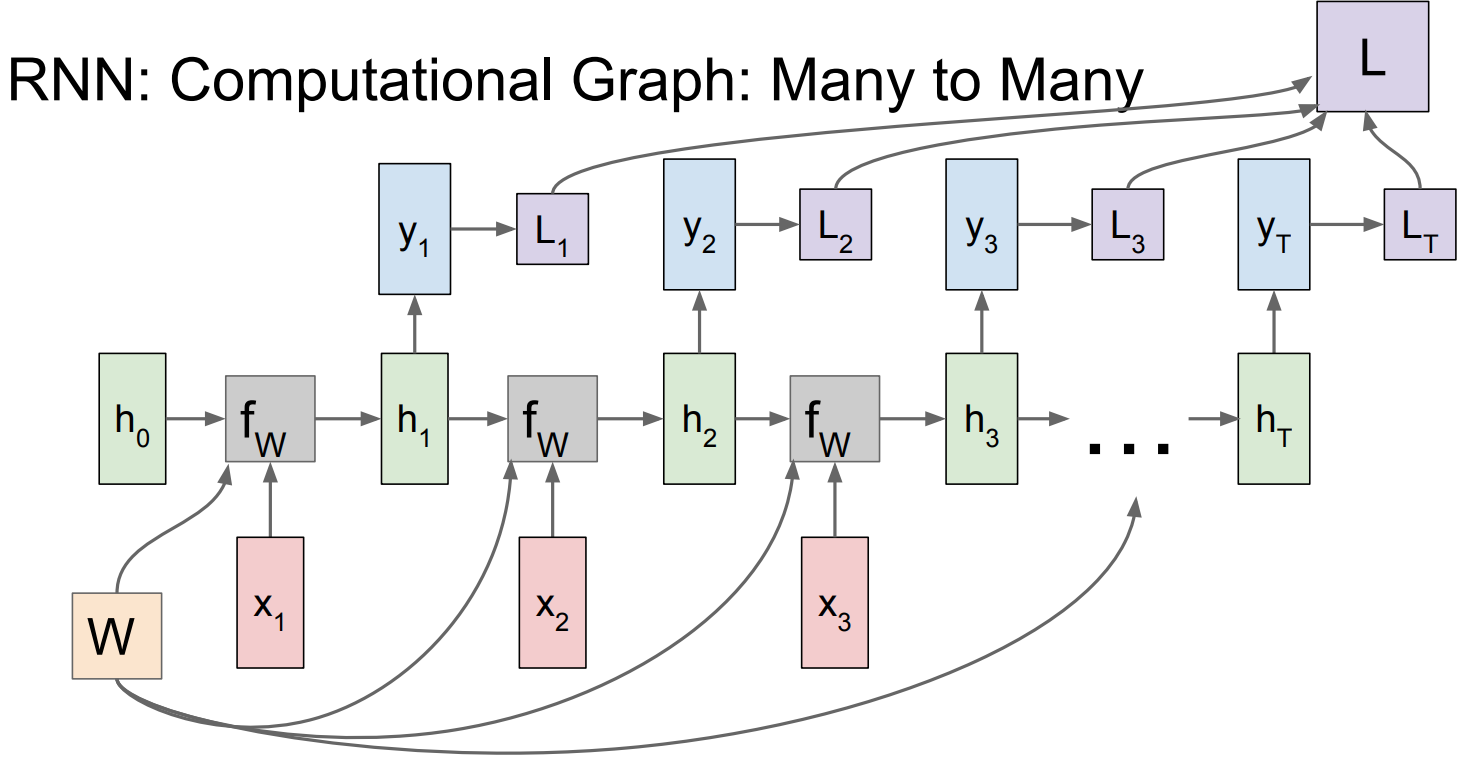 RNN: Computational Graph: Many to Many
L
y1 L1 y2 L2 y3 L3 yT LT
h0 fW h1 fW h2 fW h3 ... hT
W x1 x2 x3